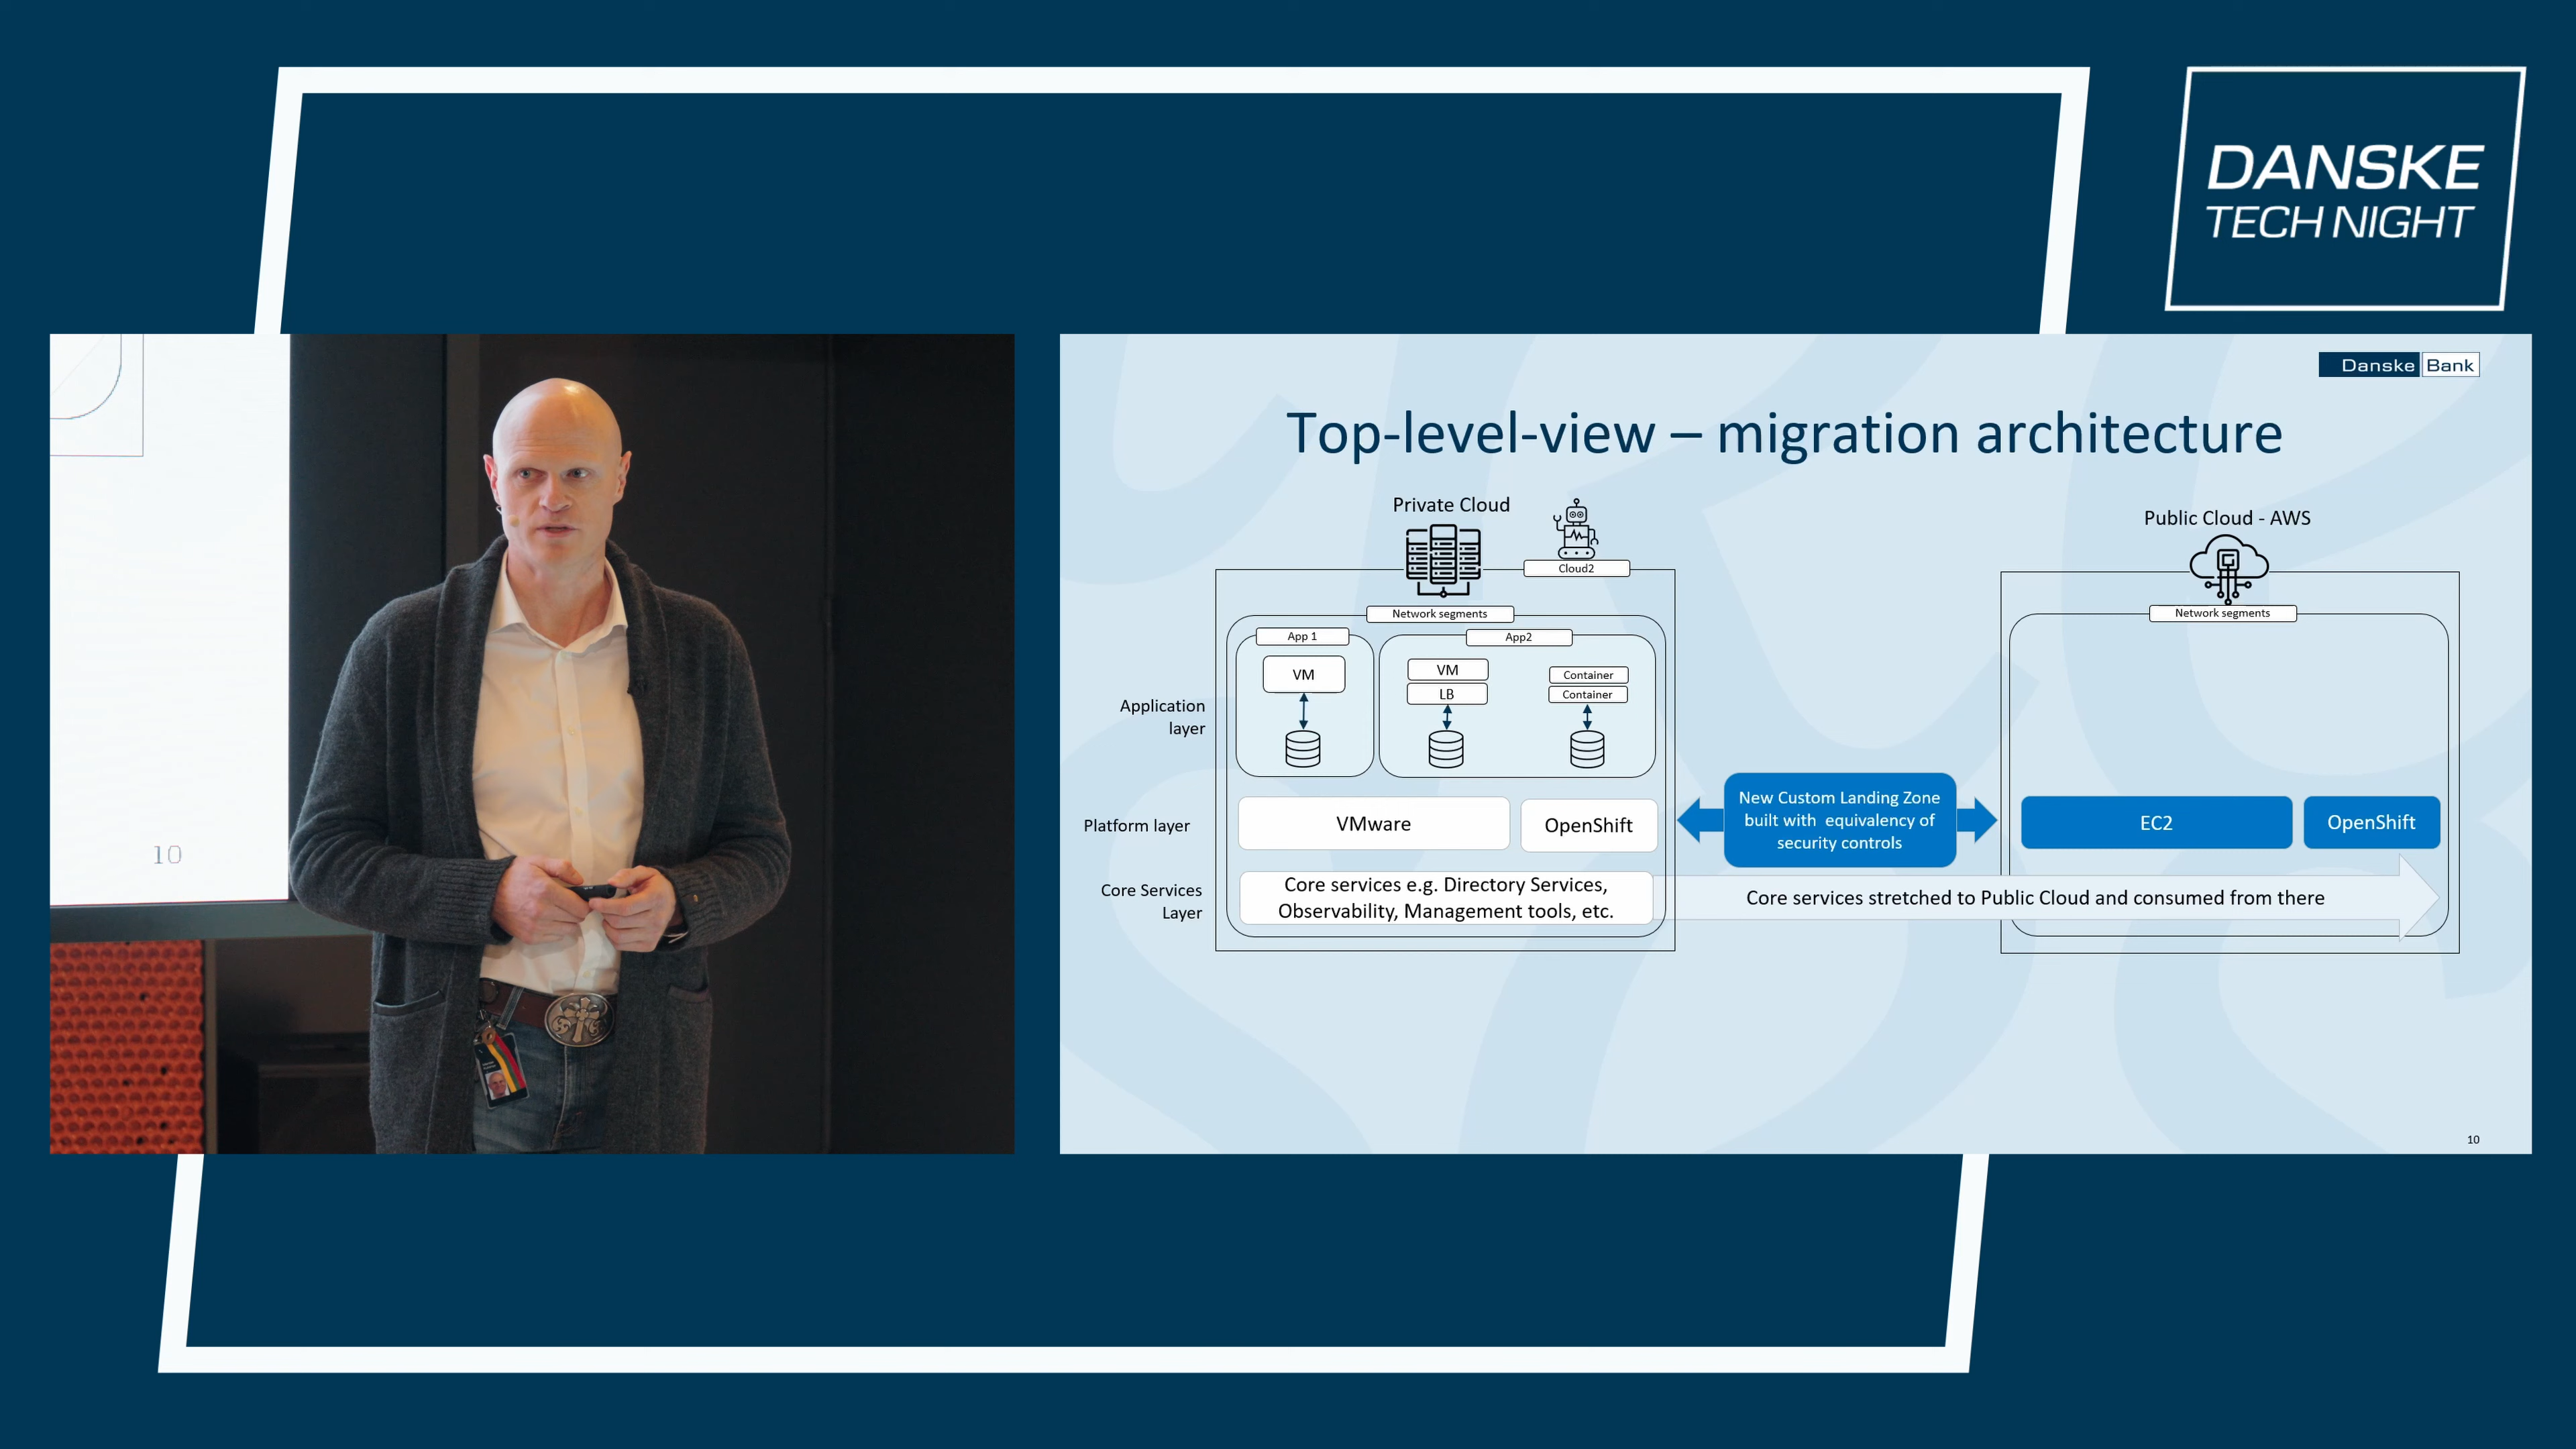 DANSKE
TECH NIGHT
10
Danske Bank
Top-level-view – migration architecture
Private Cloud
Cloud2
Public Cloud - AWS
Network segments
Network segments
App 1
App2
VM
VM
LB
Container
Container
Application
layer
Platform layer
VMware
OpenShift
New Custom Landing Zone
built with equivalency of
security controls
EC2
OpenShift
Core Services
Layer
Core services e.g. Directory Services,
Observability, Management tools, etc.
Core services stretched to Public Cloud and consumed from there
10